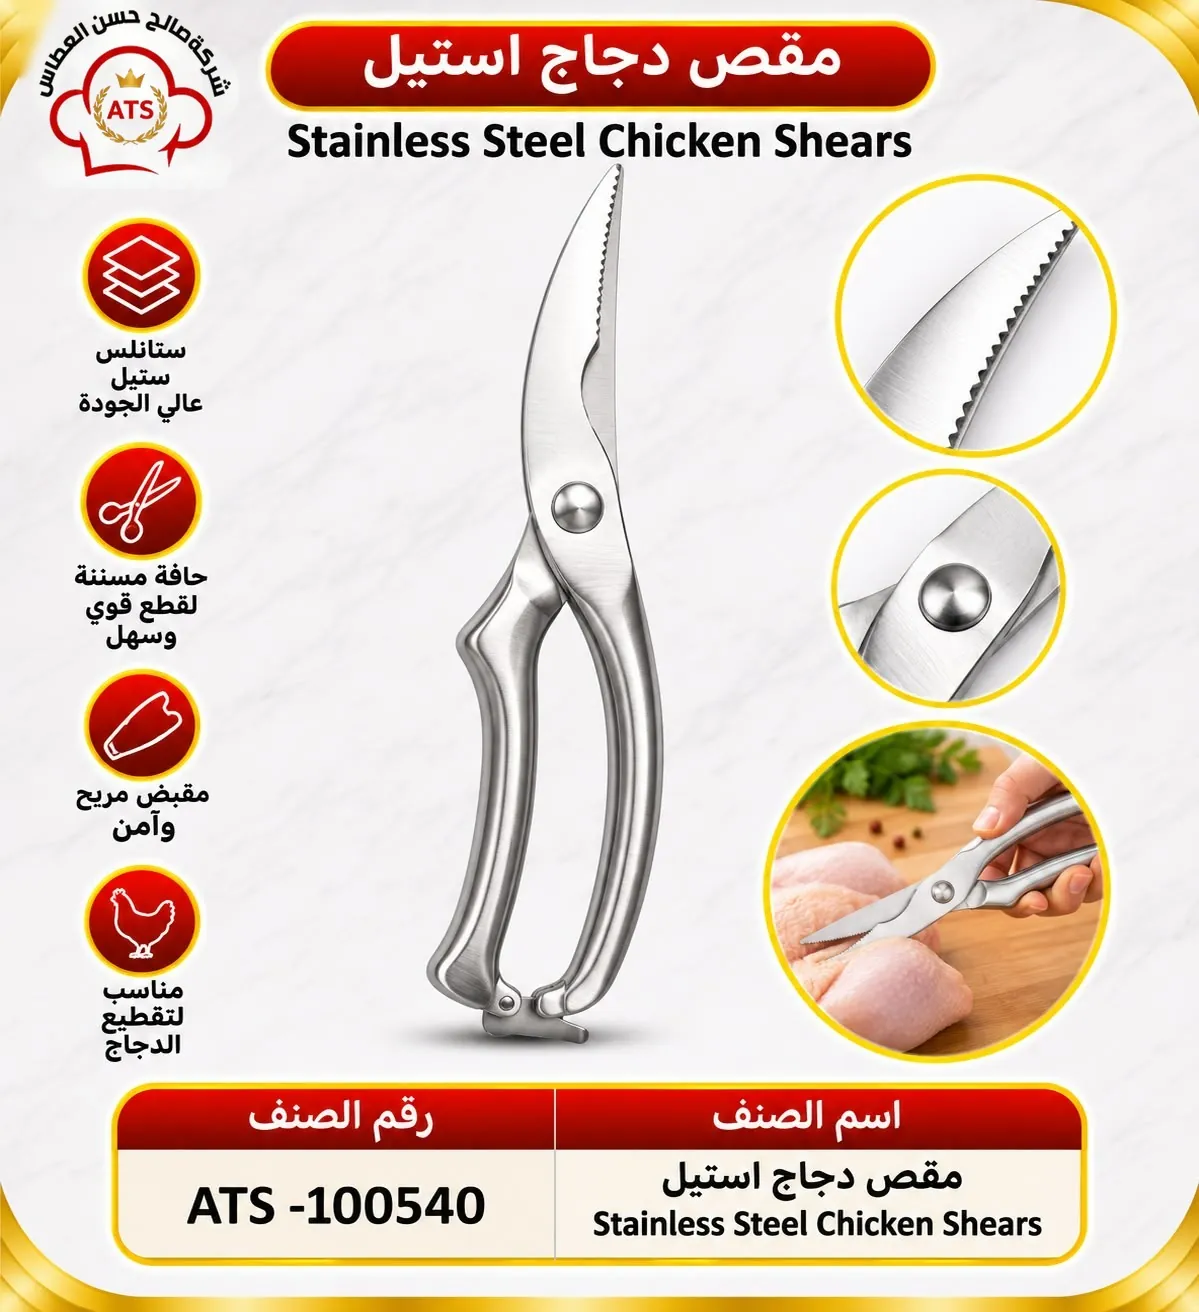 شركة صالح حسن العطاس
ATS
مقص دجاج استيل
Stainless Steel Chicken Shears
ستانلس
ستيل
عالي الجودة
حافة مسننة
لقطع قوي
وسهل
مقبض مريح
وآمن
مناسب
لتقطيع
الدجاج
اسم الصنف
رقم الصنف
مقص دجاج استيل
Stainless Steel Chicken Shears
ATS -100540